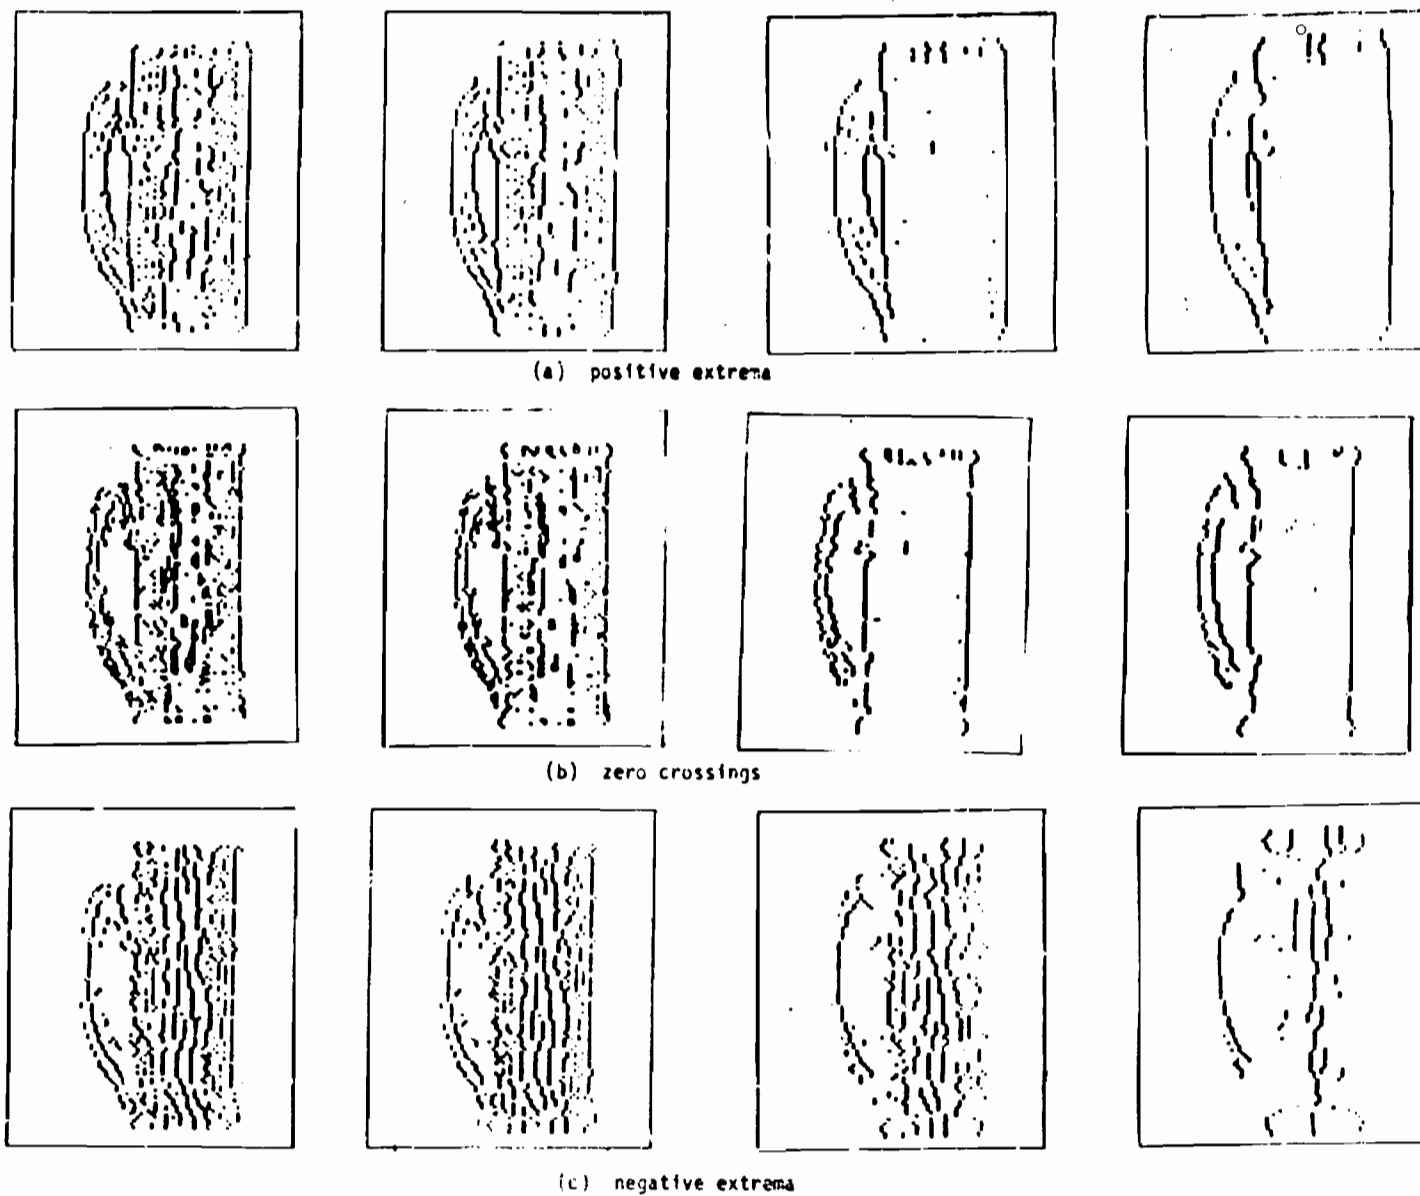 (a) positive extrema
(b) zero crossings
(c) negative extrema